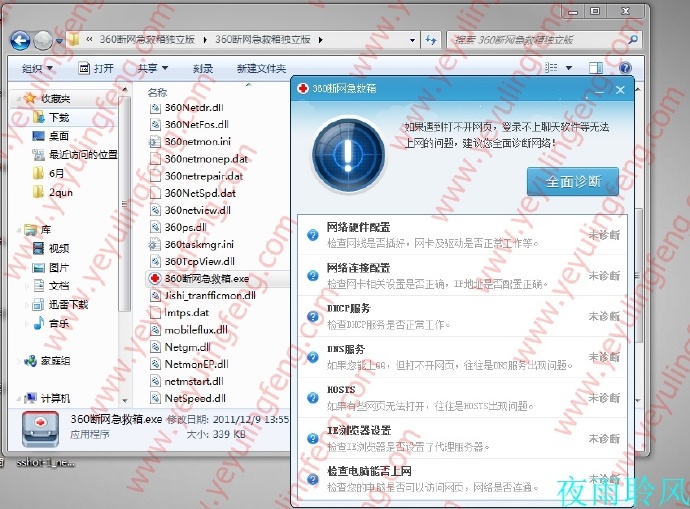 360断网急救箱独立版 ▸ 360断网急救箱独立版 ▸
搜索 360断网急救箱独立版
组织 打开 共享 刻录 新建文件夹
收藏夹
下载
桌面
最近访问的位置
6月
2qun
库
视频
图片
文档
迅雷下载
音乐
家庭组
计算机
名称
360Netdr.dll
360NetFos.dll
360netmon.ini
360netmonep.dat
360netrepair.dat
360NetSpd.dat
360netview.dll
360ps.dll
360taskmgr.ini
360TcpView.dll
360断网急救箱.exe
Jishi_tranfficmon.dll
lmtps.dat
mobileflux.dll
Netgm.dll
NetmonEP.dll
netmstart.dll
NetSpeed.dll
360断网急救箱.exe 修改日期: 2011/12/9 13:55
应用程序 大小: 339 KB
sshot-1_ne...
360断网急救箱
如果遇到打不开网页，登录不上聊天软件等无法
上网的问题，建议您全面诊断网络！
全面诊断
网络硬件配置
检查网线是否插好，网卡及驱动是否正常工作等。
未诊断
网络连接配置
检查网卡相关设置是否正确，IP地址是否配置正确。
未诊断
DHCP服务
检查DHCP服务是否正常工作。
未诊断
DNS服务
如果您能上QQ，但打不开网页，往往是DNS服务出现问题。
未诊断
HOSTS
如果有些网页无法打开，往往是HOSTS出现问题。
未诊断
IE浏览器设置
检查IE浏览器是否设置了代理服务器。
未诊断
检查电脑能否上网
检查您的电脑是否可以访问网页，网络是否连通。
未诊断
www.yeyulingfeng.com
夜雨聆风